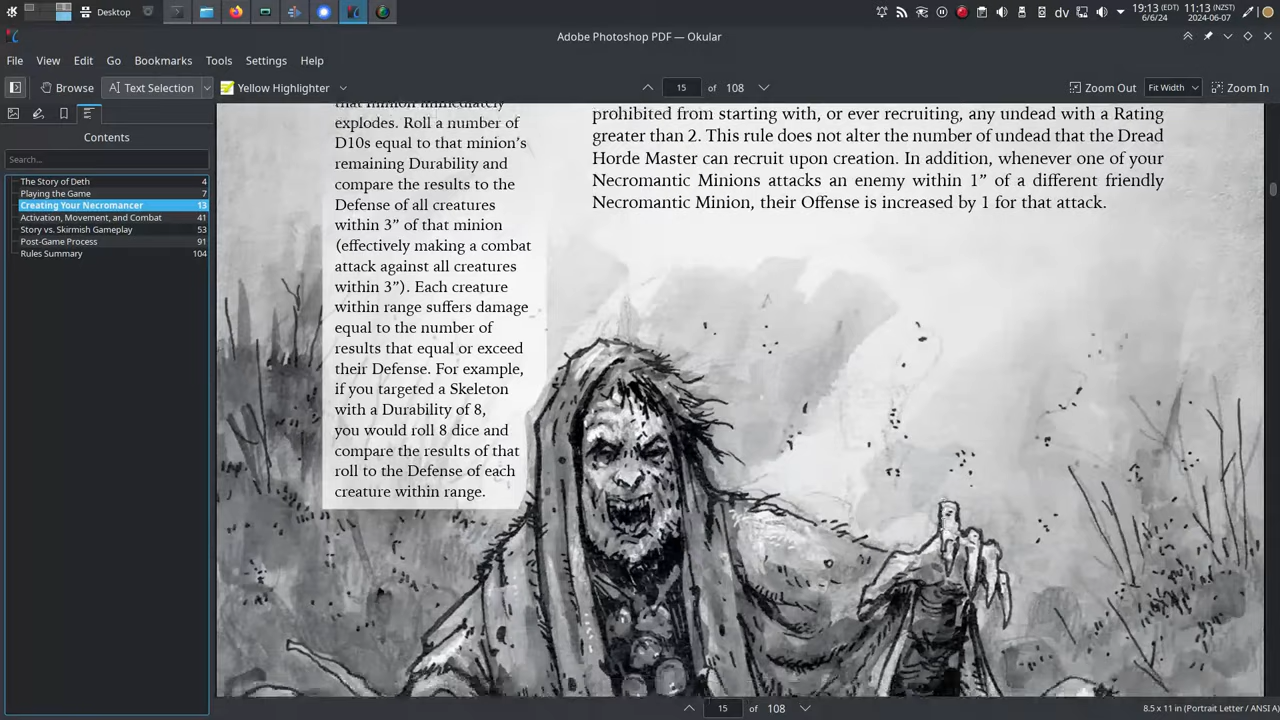 Desktop
dv
19:13 (EDT)
6/6/24
11:13 (NZST)
2024-06-07
Adobe Photoshop PDF — Okular
File View Edit Go Bookmarks Tools Settings Help
Browse Text Selection Yellow Highlighter 15 of 108 Zoom Out Fit Width Zoom In
Contents
Search...
The Story of Deth 4
Playing the Game 7
Creating Your Necromancer 13
Activation, Movement, and Combat 41
Story vs. Skirmish Gameplay 53
Post-Game Process 91
Rules Summary 104
that minion immediately
explodes. Roll a number of
D10s equal to that minion’s
remaining Durability and
compare the results to the
Defense of all creatures
within 3” of that minion
(effectively making a combat
attack against all creatures
within 3”). Each creature
within range suffers damage
equal to the number of
results that equal or exceed
their Defense. For example,
if you targeted a Skeleton
with a Durability of 8,
you would roll 8 dice and
compare the results of that
roll to the Defense of each
creature within range.
prohibited from starting with, or ever recruiting, any undead with a Rating
greater than 2. This rule does not alter the number of undead that the Dread
Horde Master can recruit upon creation. In addition, whenever one of your
Necromantic Minions attacks an enemy within 1” of a different friendly
Necromantic Minion, their Offense is increased by 1 for that attack.
15 of 108
8.5 x 11 in (Portrait Letter / ANSI A)